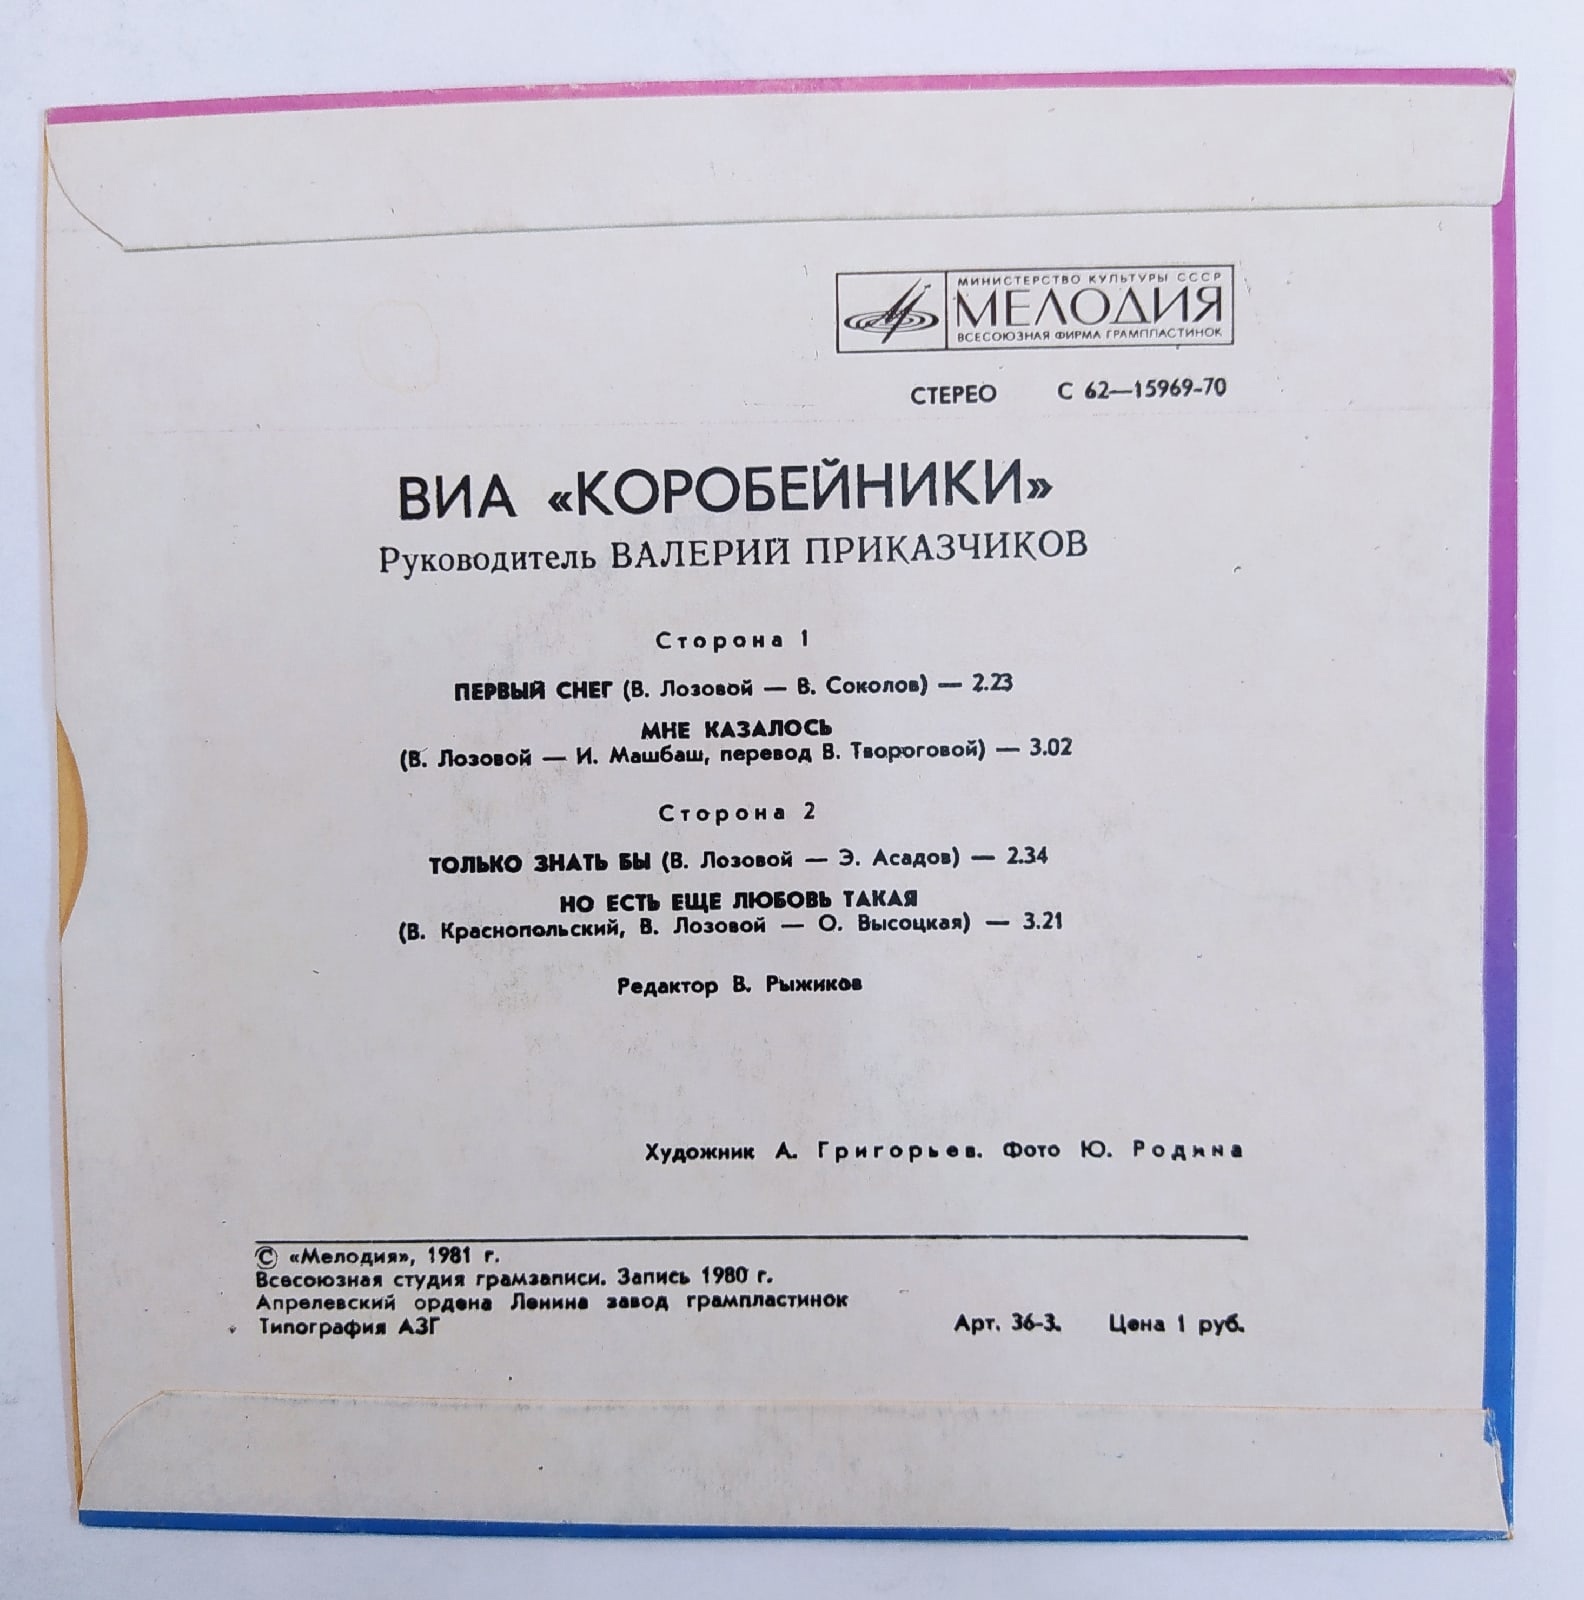 МИНИСТЕРСТВО КУЛЬТУРЫ СССР
МЕЛОДИЯ
ВСЕСОЮЗНАЯ ФИРМА ГРАМПЛАСТИНОК
СТЕРЕО С 62—15969-70
ВИА «КОРОБЕЙНИКИ»
Руководитель ВАЛЕРИЙ ПРИКАЗЧИКОВ
Сторона 1
ПЕРВЫЙ СНЕГ (В. Лозовой — В. Соколов) — 2.23
МНЕ КАЗАЛОСЬ
(В. Лозовой — И. Машбаш, перевод В. Твороговой) — 3.02
Сторона 2
ТОЛЬКО ЗНАТЬ БЫ (В. Лозовой — Э. Асадов) — 2.34
НО ЕСТЬ ЕЩЕ ЛЮБОВЬ ТАКАЯ
(В. Краснопольский, В. Лозовой — О. Высоцкая) — 3.21
Редактор В. Рыжиков
Художник А. Григорьев. Фото Ю. Родина
© «Мелодия», 1981 г.
Всесоюзная студия грамзаписи. Запись 1980 г.
Апрелевский ордена Ленина завод грампластинок
Типография АЗГ Арт. 36-3. Цена 1 руб.